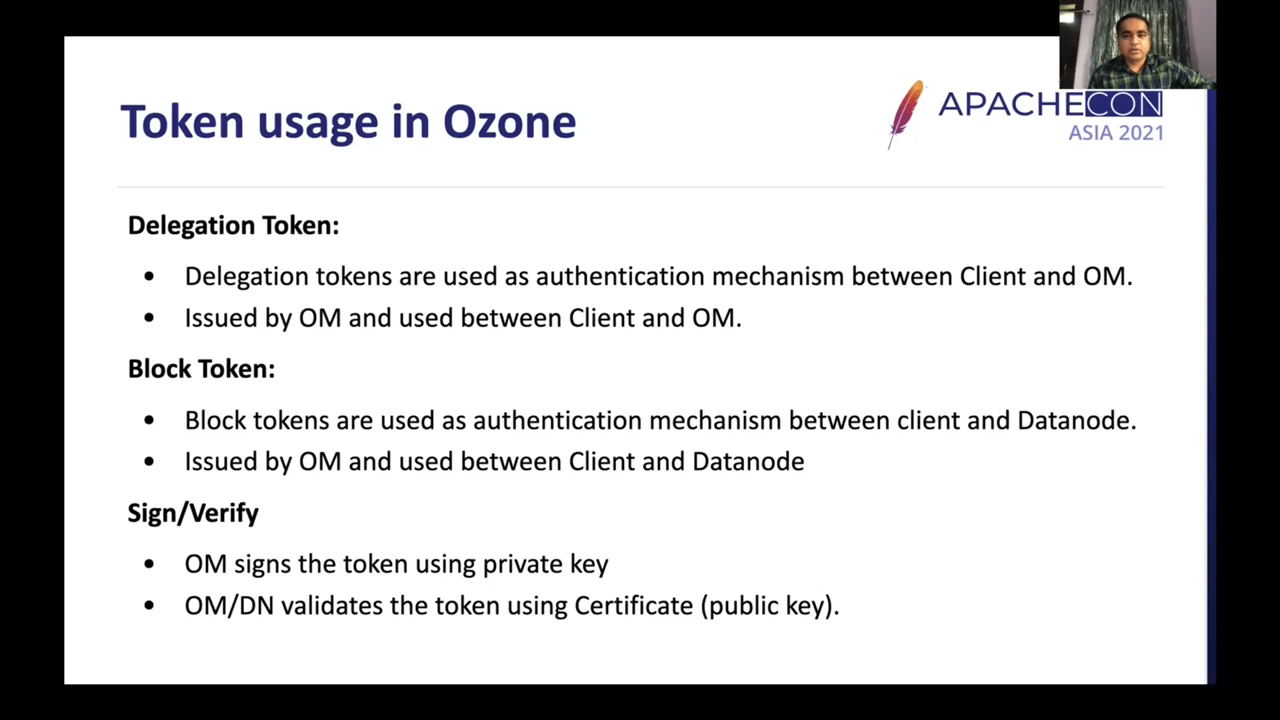 Token usage in Ozone
APACHECON
ASIA 2021
Delegation Token:
• Delegation tokens are used as authentication mechanism between Client and OM.
• Issued by OM and used between Client and OM.
Block Token:
• Block tokens are used as authentication mechanism between client and Datanode.
• Issued by OM and used between Client and Datanode
Sign/Verify
• OM signs the token using private key
• OM/DN validates the token using Certificate (public key).